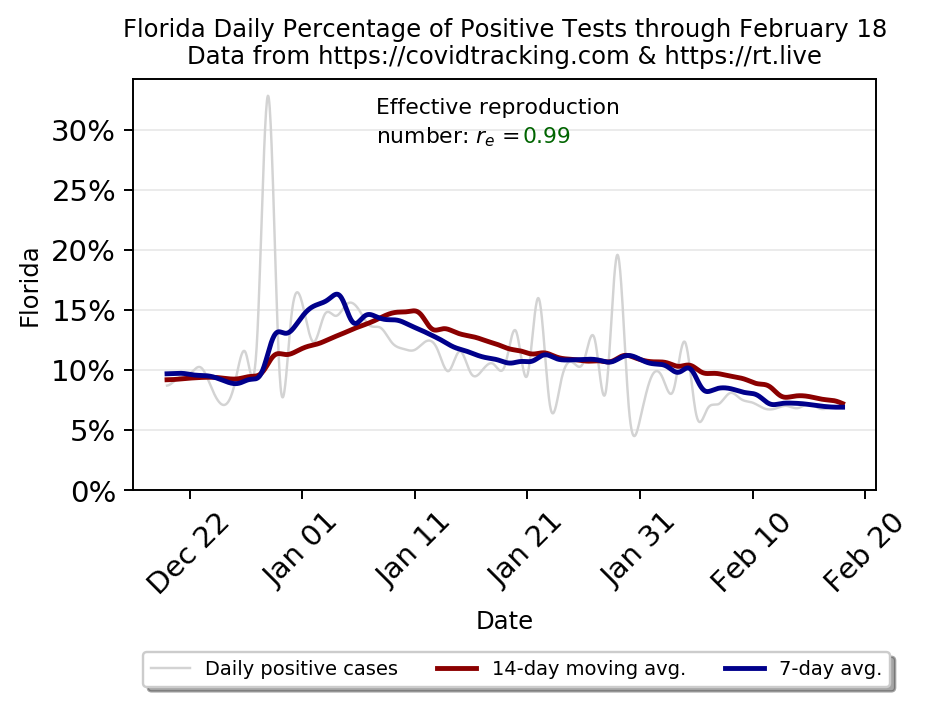 Florida Daily Percentage of Positive Tests through February 18
Data from https://covidtracking.com & https://rt.live
Effective reproduction
number: rₑ =0.99
30%
25%
20%
15%
10%
5%
0%
Florida
Dec 22
Jan 01
Jan 11
Jan 21
Jan 31
Feb 10
Feb 20
Date
Daily positive cases
14-day moving avg.
7-day avg.